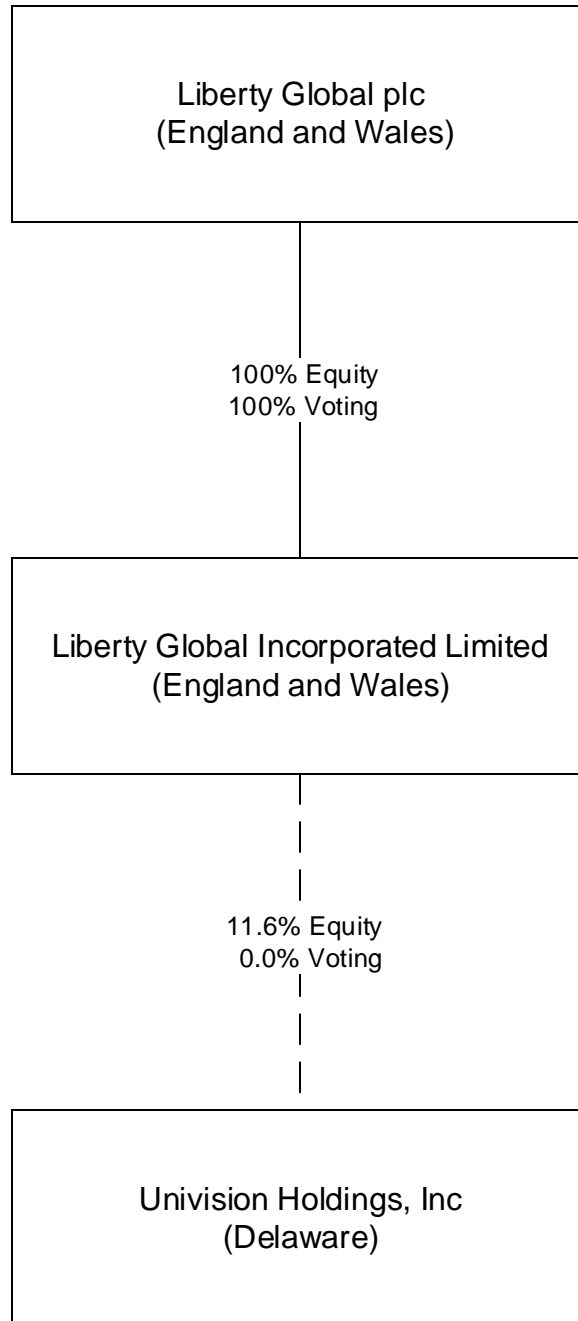 Liberty Global plc
(England and Wales)
100% Equity
100% Voting
Liberty Global Incorporated Limited
(England and Wales)
11.6% Equity
0.0% Voting
Univision Holdings, Inc
(Delaware)